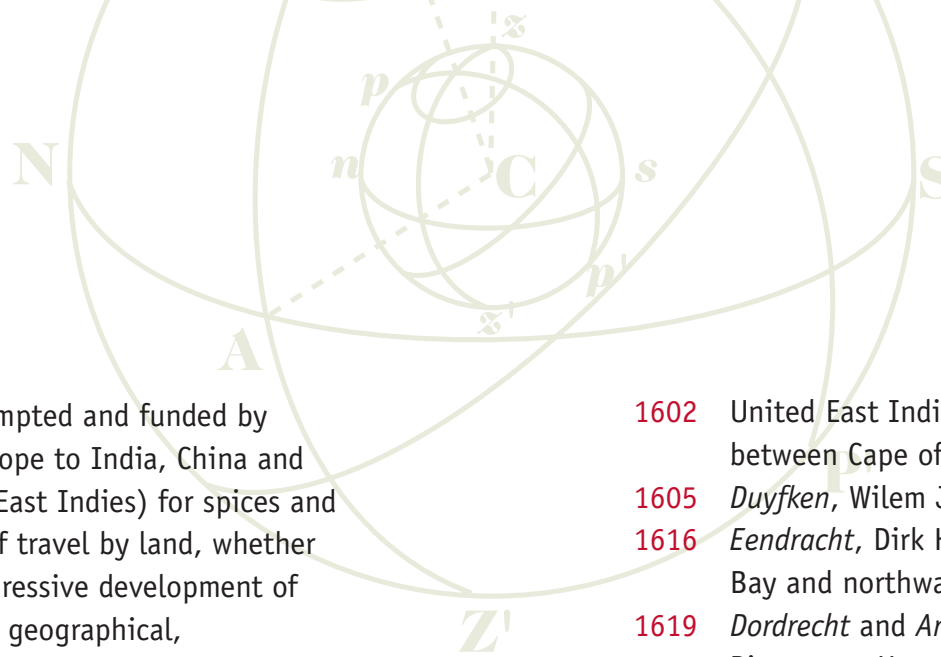 z
p
N
n
C
s
S
p'
z'
A
mpted and funded by
ope to India, China and
East Indies) for spices and
f travel by land, whether
ressive development of
geographical,
Z'
P'
1602 United East Indi
between Cape of
1605 Duyfken, Wilem J
1616 Eendracht, Dirk H
Bay and northwa
1619 Dordrecht and Ar